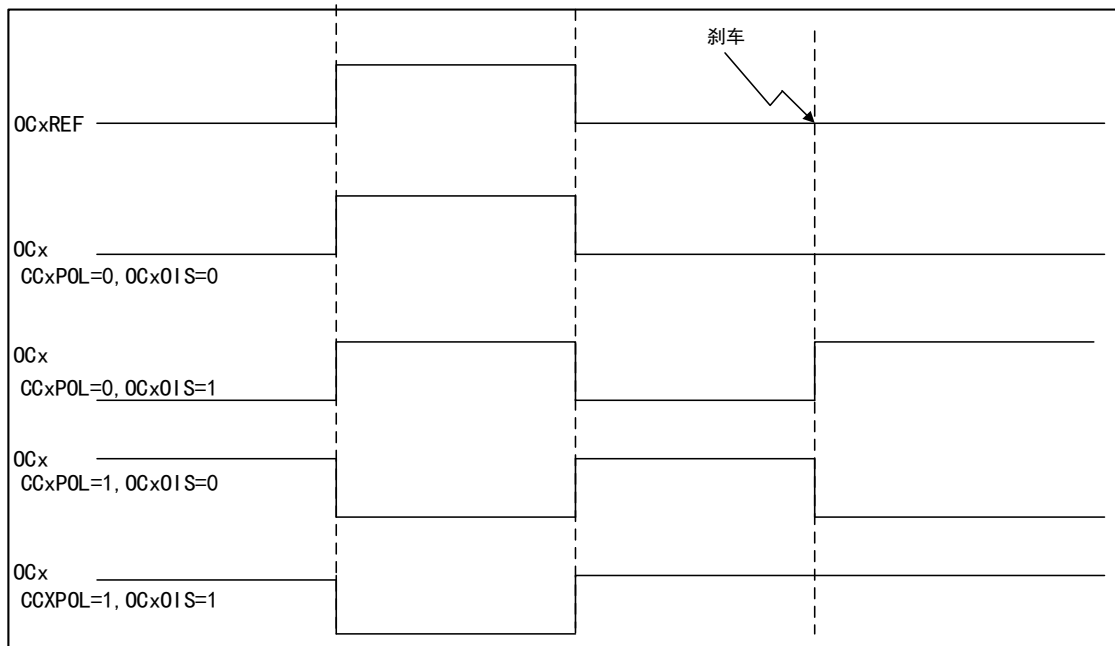 刹车
OCxREF
OCx
CCxPOL=0,OCxOIS=0
OCx
CCxPOL=0,OCxOIS=1
OCx
CCxPOL=1,OCxOIS=0
OCx
CCXPOL=1,OCxOIS=1